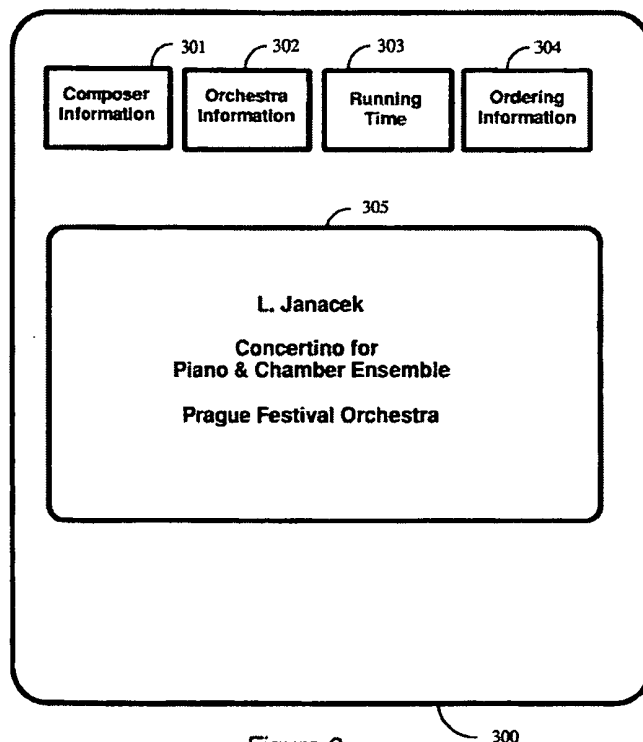 301
302
303
304
Composer
Information
Orchestra
Information
Running
Time
Ordering
Information
305
L. Janacek
Concertino for
Piano & Chamber Ensemble
Prague Festival Orchestra
300